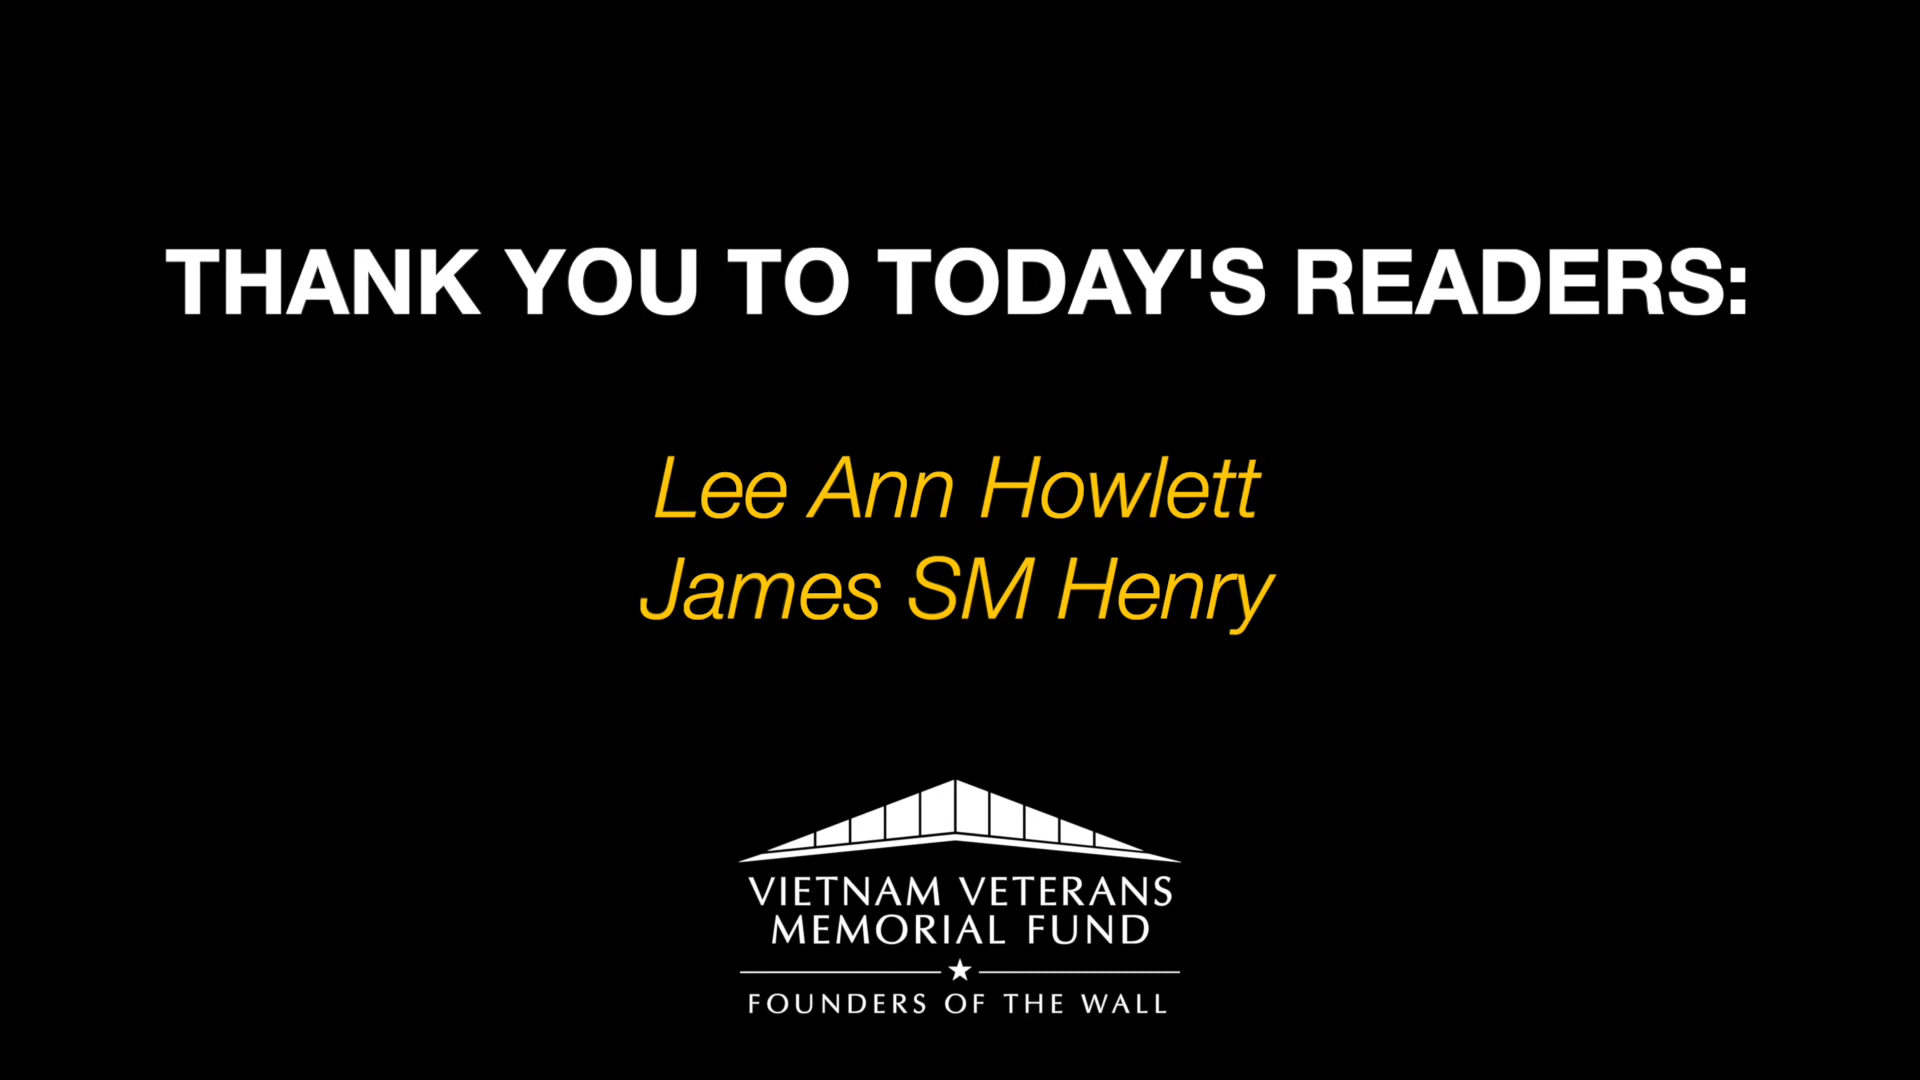 THANK YOU TO TODAY'S READERS:
Lee Ann Howlett
James SM Henry
VIETNAM VETERANS
MEMORIAL FUND
FOUNDERS OF THE WALL